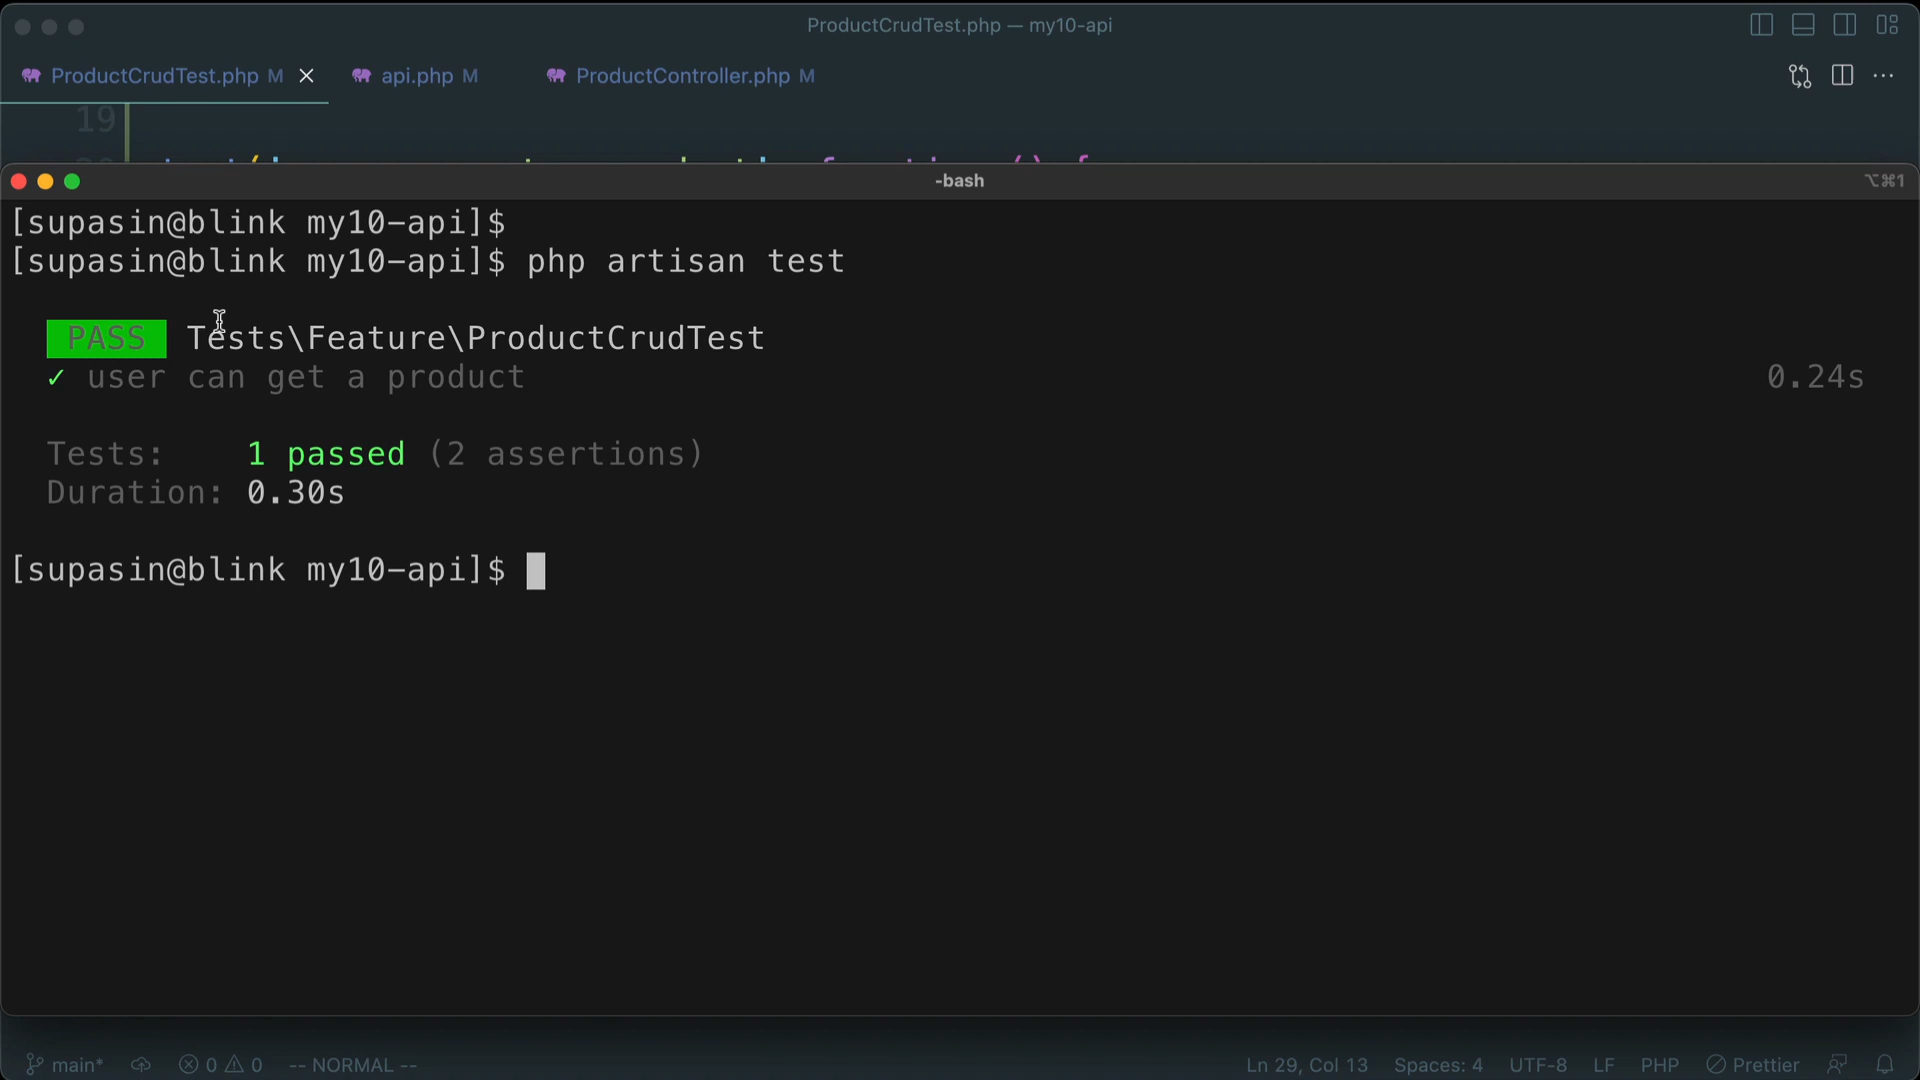 ProductCrudTest.php — my10-api
ProductCrudTest.php M
api.php M
ProductController.php M
19
-bash
⌥⌘1
[supasin@blink my10-api]$
[supasin@blink my10-api]$ php artisan test
PASS Tests\Feature\ProductCrudTest
✓ user can get a product 0.24s
Tests: 1 passed (2 assertions)
Duration: 0.30s
[supasin@blink my10-api]$
main* 0 0 -- NORMAL -- Ln 29, Col 13 Spaces: 4 UTF-8 LF PHP Prettier